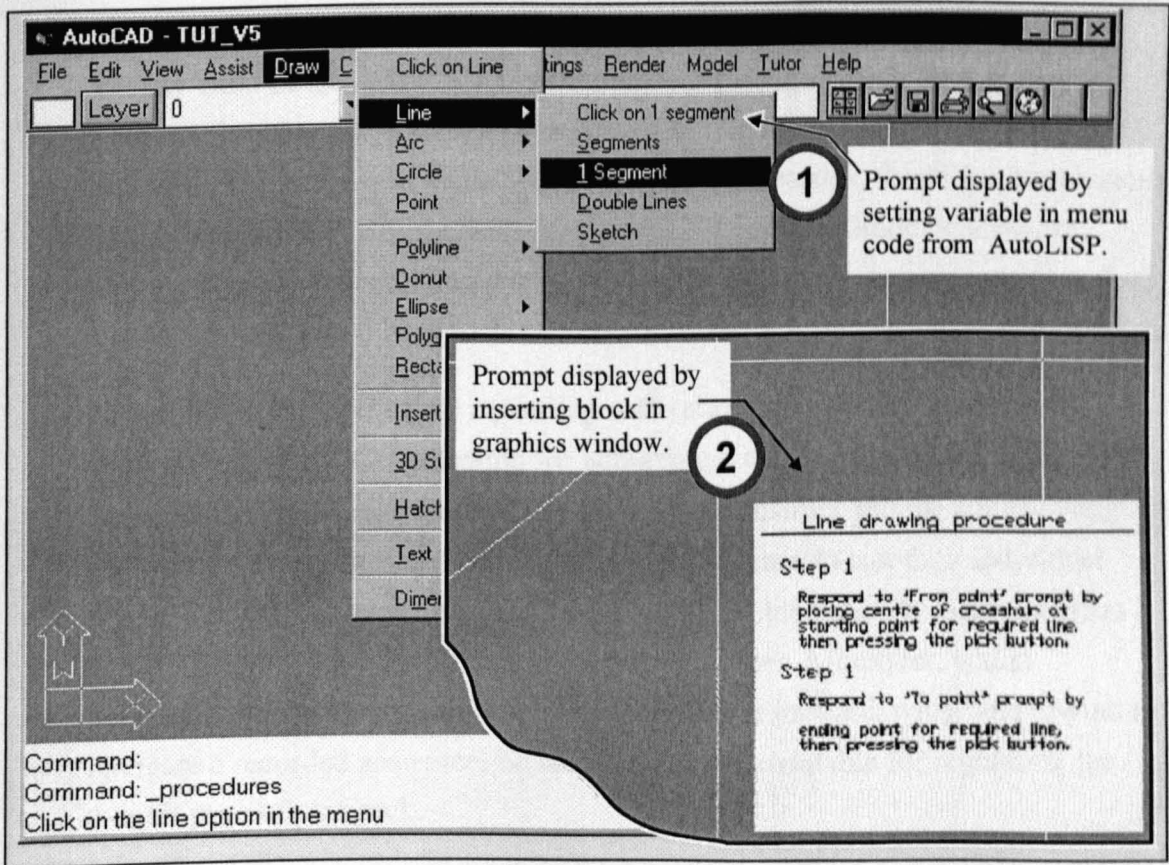 AutoCAD - TUT_V5
File Edit View Assist Draw C Click on Line tings Render Model Tutor Help
Layer 0
Line
Arc
Circle
Point
Polyline
Donut
Ellipse
Polyg
Recta
Insert
3D Su
Hatch
Text
Dimen
Click on 1 segment
Segments
1 Segment
Double Lines
Sketch
1
Prompt displayed by
setting variable in menu
code from AutoLISP.
Prompt displayed by
inserting block in
graphics window.
2
Line drawing procedure
Step 1
Respond to 'From point' prompt by
placing centre of crosshair at
starting point for required line,
then pressing the pick button.
Step 1
Respond to 'To point' prompt by
ending point for required line,
then pressing the pick button.
Y
W
X
Command:
Command: _procedures
Click on the line option in the menu